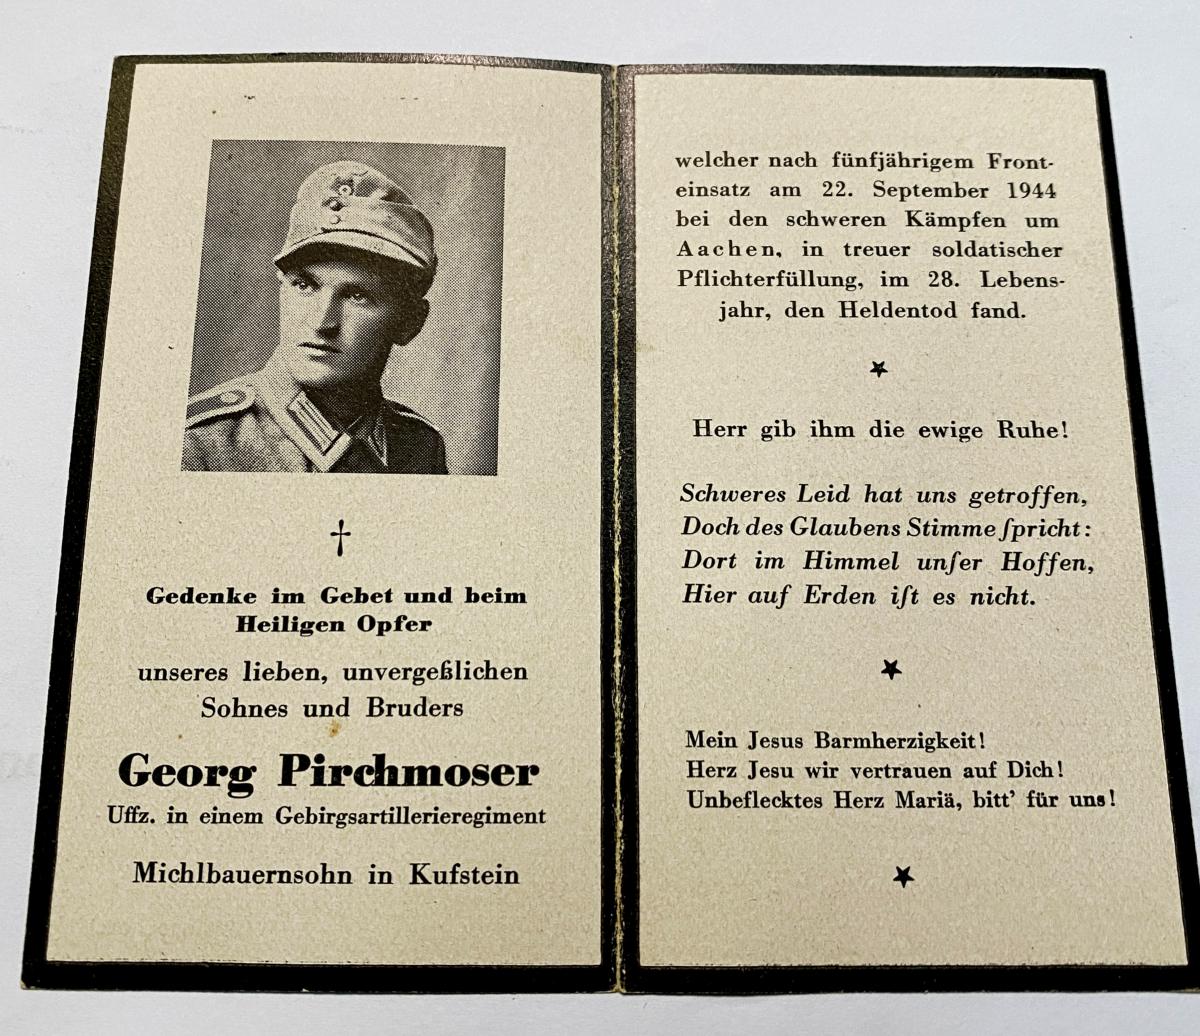 Gedenke im Gebet und beim
Heiligen Opfer
unseres lieben, unvergeßlichen
Sohnes und Bruders
Georg Pirchmoser
Uffz. in einem Gebirgsartillerieregiment
Michlbauernsohn in Kufstein
welcher nach fünfjährigem Front-
einsatz am 22. September 1944
bei den schweren Kämpfen um
Aachen, in treuer soldatischer
Pflichterfüllung, im 28. Lebens-
jahr, den Heldentod fand.
Herr gib ihm die ewige Ruhe!
Schweres Leid hat uns getroffen,
Doch des Glaubens Stimme ſpricht:
Dort im Himmel unſer Hoffen,
Hier auf Erden iſt es nicht.
Mein Jesus Barmherzigkeit!
Herz Jesu wir vertrauen auf Dich!
Unbeflecktes Herz Mariä, bitt' für uns!